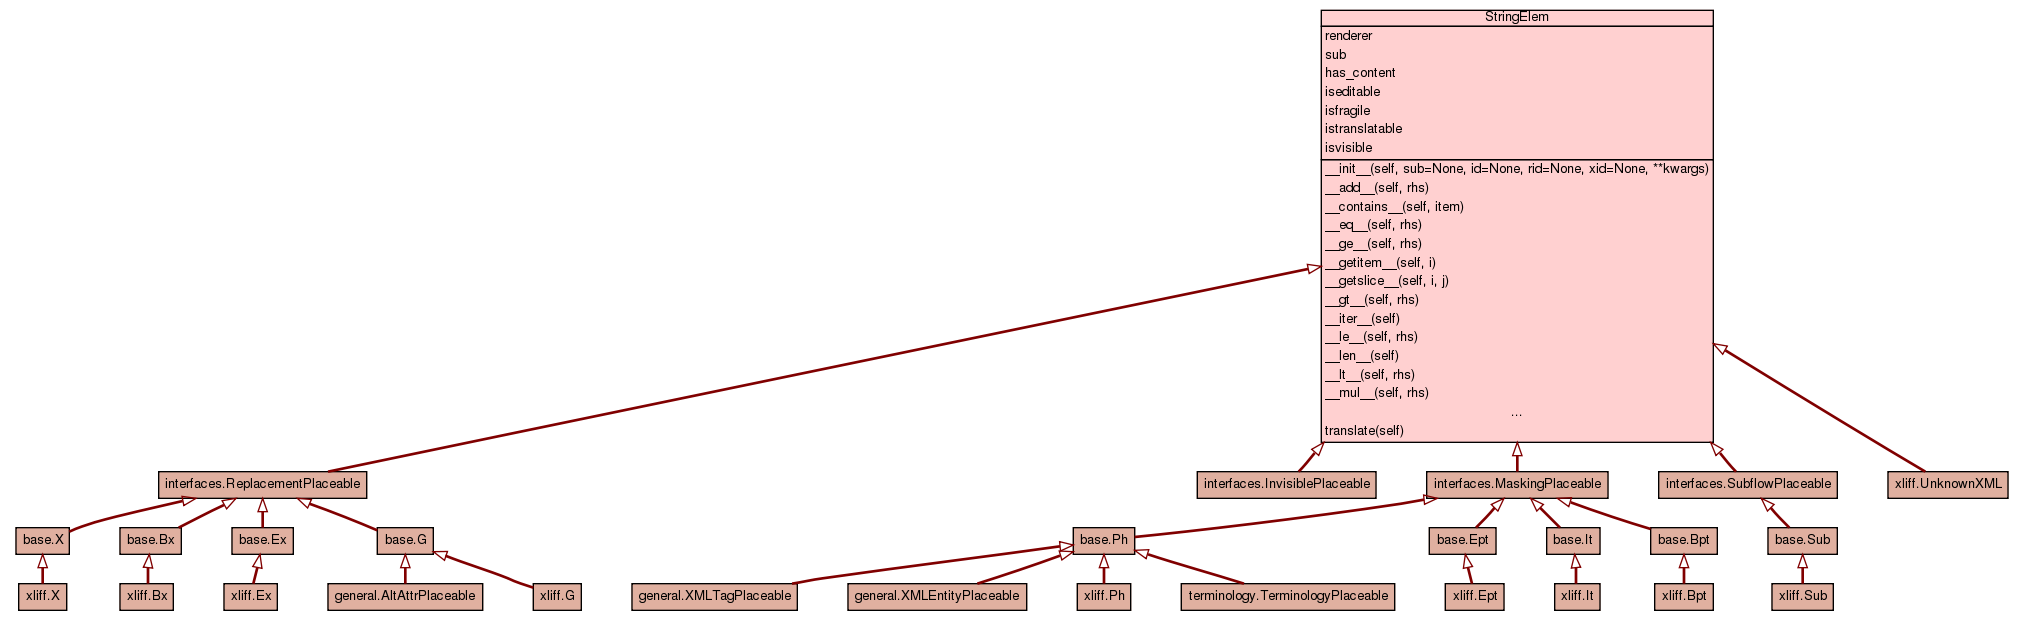 StringElem
renderer
sub
has_content
iseditable
isfragile
istranslatable
isvisible
__init__(self, sub=None, id=None, rid=None, xid=None, **kwargs)
__add__(self, rhs)
__contains__(self, item)
__eq__(self, rhs)
__ge__(self, rhs)
__getitem__(self, i)
__getslice__(self, i, j)
__gt__(self, rhs)
__iter__(self)
__le__(self, rhs)
__len__(self)
__lt__(self, rhs)
__mul__(self, rhs)
...
translate(self)
interfaces.ReplacementPlaceable
interfaces.InvisiblePlaceable
interfaces.MaskingPlaceable
interfaces.SubflowPlaceable
xliff.UnknownXML
base.X
base.Bx
base.Ex
base.G
base.Ph
base.Ept
base.It
base.Bpt
base.Sub
xliff.X
xliff.Bx
xliff.Ex
general.AltAttrPlaceable
xliff.G
general.XMLTagPlaceable
general.XMLEntityPlaceable
xliff.Ph
terminology.TerminologyPlaceable
xliff.Ept
xliff.It
xliff.Bpt
xliff.Sub